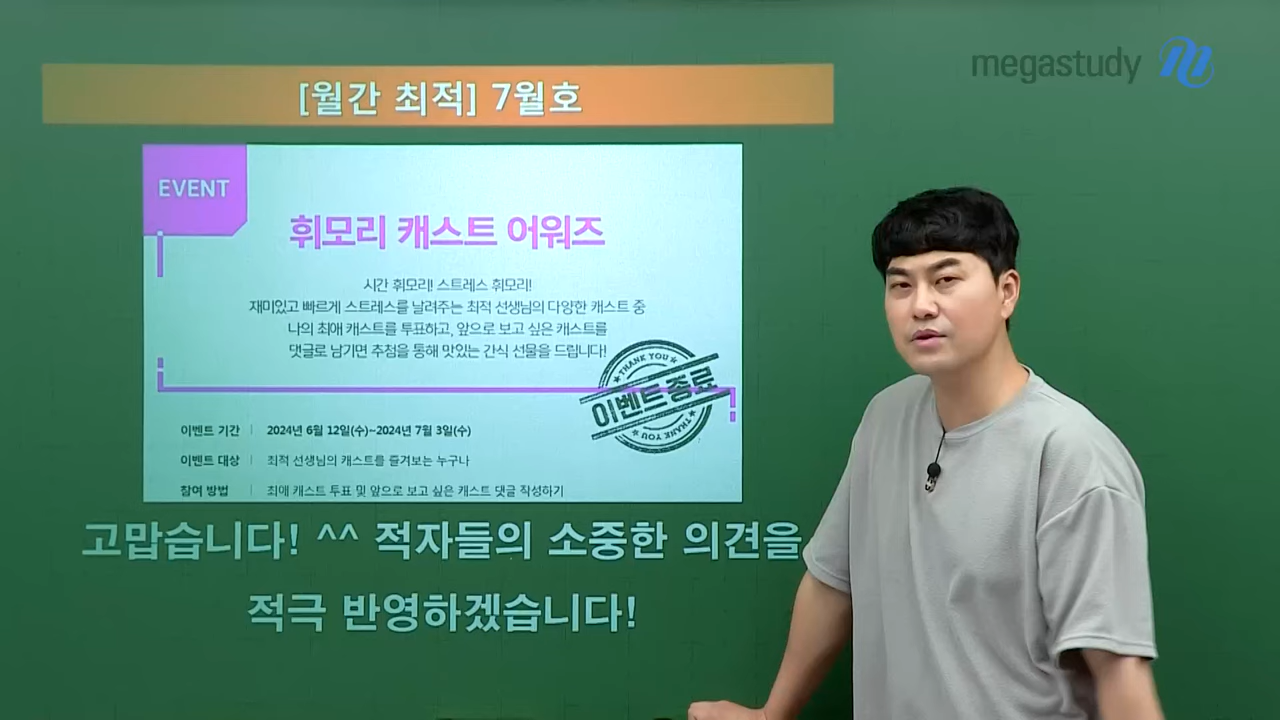 megastudy
[월간 최적] 7월호
EVENT
휘모리 캐스트 어워즈
시간 휘모리! 스트레스 휘모리!
재미있고 빠르게 스트레스를 날려주는 최적 선생님의 다양한 캐스트 중
나의 최애 캐스트를 투표하고, 앞으로 보고 싶은 캐스트를
댓글로 남기면 추첨을 통해 맛있는 간식 선물을 드립니다!
THANK YOU
이벤트 종료
THANK YOU
이벤트 기간 | 2024년 6월 12일(수)~2024년 7월 3일(수)
이벤트 대상 | 최적 선생님의 캐스트를 즐겨보는 누구나
참여 방법 | 최애 캐스트 투표 및 앞으로 보고 싶은 캐스트 댓글 작성하기
고맙습니다! ^^ 적자들의 소중한 의견을
적극 반영하겠습니다!